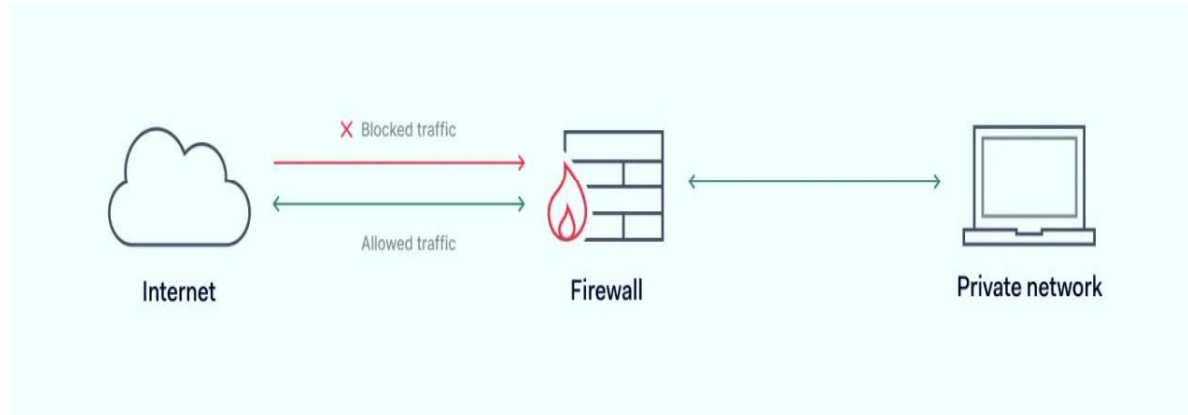 Blocked traffic
Allowed traffic
Internet
Firewall
Private network